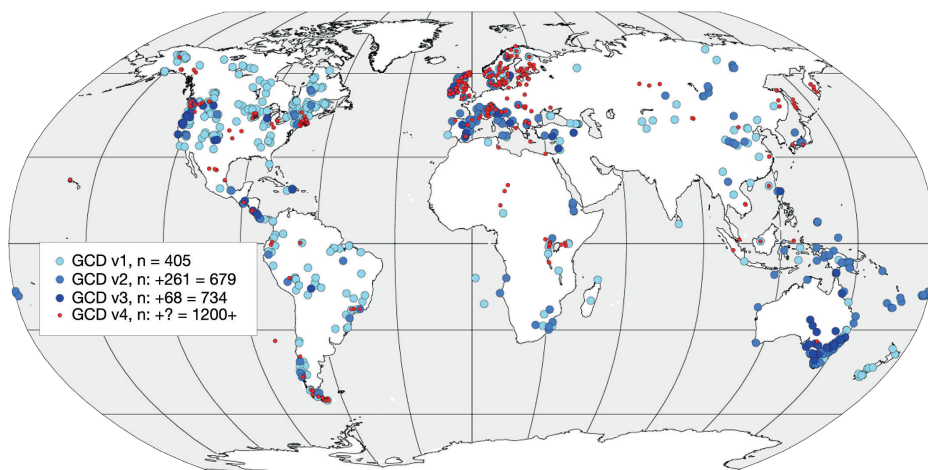 GCD v1, n = 405
GCD v2, n: +261 = 679
GCD v3, n: +68 = 734
GCD v4, n: +? = 1200+